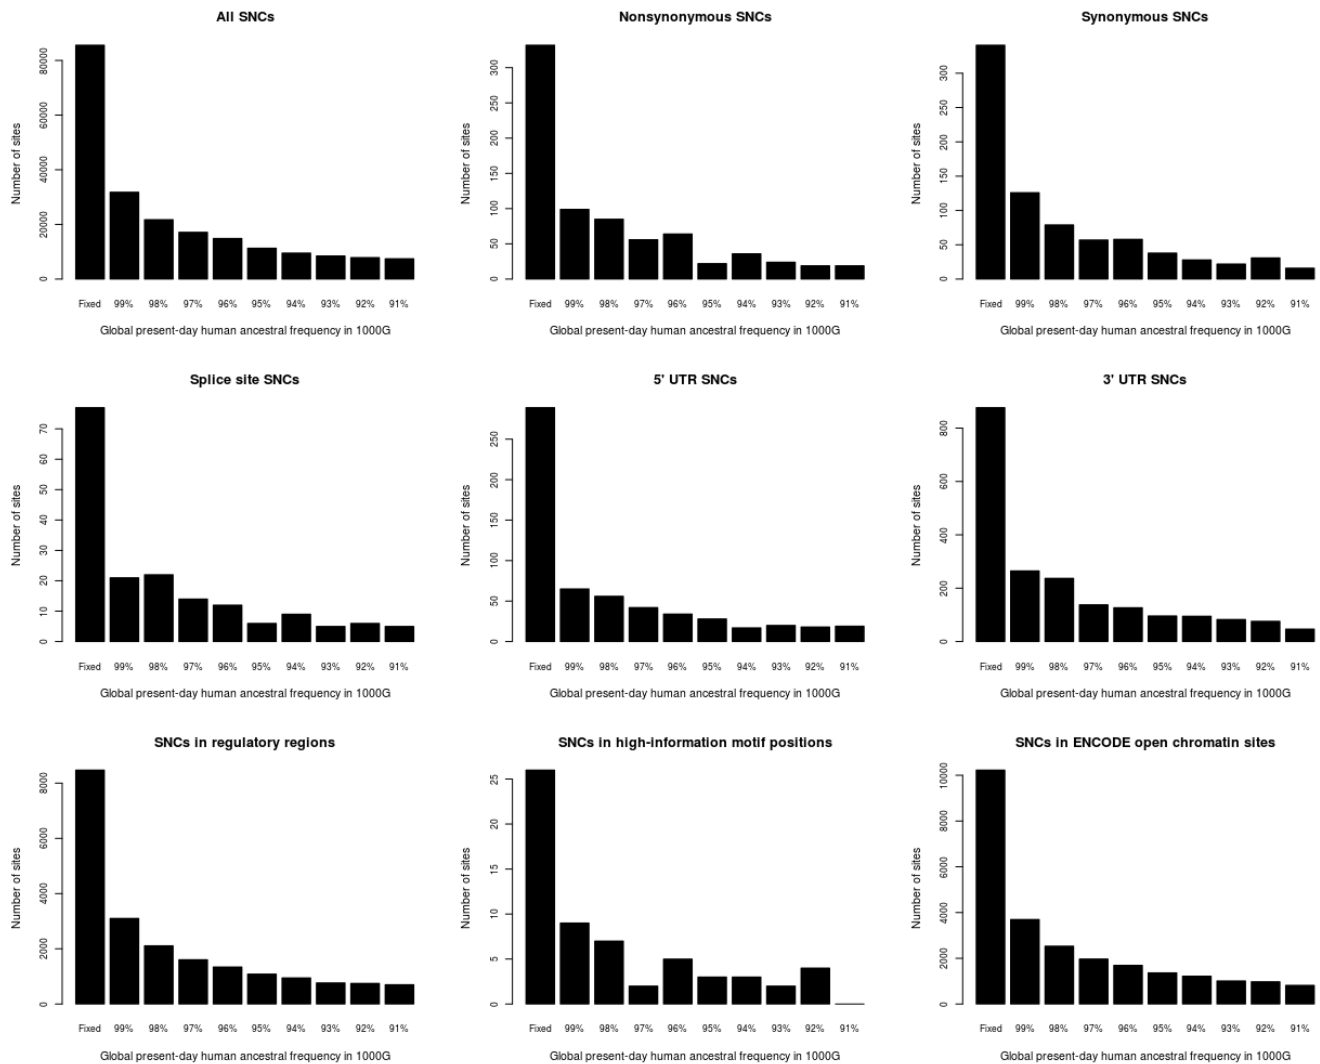 All SNCs
Number of sites
80000
60000
40000
20000
0
Fixed 99% 98% 97% 96% 95% 94% 93% 92% 91%
Global present-day human ancestral frequency in 1000G
Nonsynonymous SNCs
Number of sites
300
250
200
150
100
50
0
Fixed 99% 98% 97% 96% 95% 94% 93% 92% 91%
Global present-day human ancestral frequency in 1000G
Synonymous SNCs
Number of sites
300
250
200
150
100
50
0
Fixed 99% 98% 97% 96% 95% 94% 93% 92% 91%
Global present-day human ancestral frequency in 1000G
Splice site SNCs
Number of sites
70
60
50
40
30
20
10
0
Fixed 99% 98% 97% 96% 95% 94% 93% 92% 91%
Global present-day human ancestral frequency in 1000G
5' UTR SNCs
Number of sites
250
200
150
100
50
0
Fixed 99% 98% 97% 96% 95% 94% 93% 92% 91%
Global present-day human ancestral frequency in 1000G
3' UTR SNCs
Number of sites
800
600
400
200
0
Fixed 99% 98% 97% 96% 95% 94% 93% 92% 91%
Global present-day human ancestral frequency in 1000G
SNCs in regulatory regions
Number of sites
8000
6000
4000
2000
0
Fixed 99% 98% 97% 96% 95% 94% 93% 92% 91%
Global present-day human ancestral frequency in 1000G
SNCs in high-information motif positions
Number of sites
25
20
15
10
5
0
Fixed 99% 98% 97% 96% 95% 94% 93% 92% 91%
Global present-day human ancestral frequency in 1000G
SNCs in ENCODE open chromatin sites
Number of sites
10000
8000
6000
4000
2000
0
Fixed 99% 98% 97% 96% 95% 94% 93% 92% 91%
Global present-day human ancestral frequency in 1000G